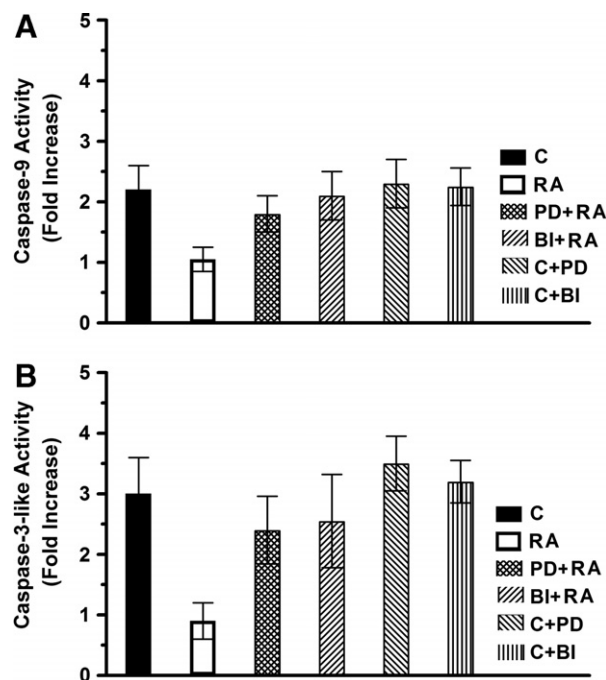 A
Caspase-9 Activity
(Fold Increase)
5
4
3
2
1
0
C
RA
PD+RA
BI+RA
C+PD
C+BI
B
Caspase-3-like Activity
(Fold Increase)
5
4
3
2
1
0
C
RA
PD+RA
BI+RA
C+PD
C+BI